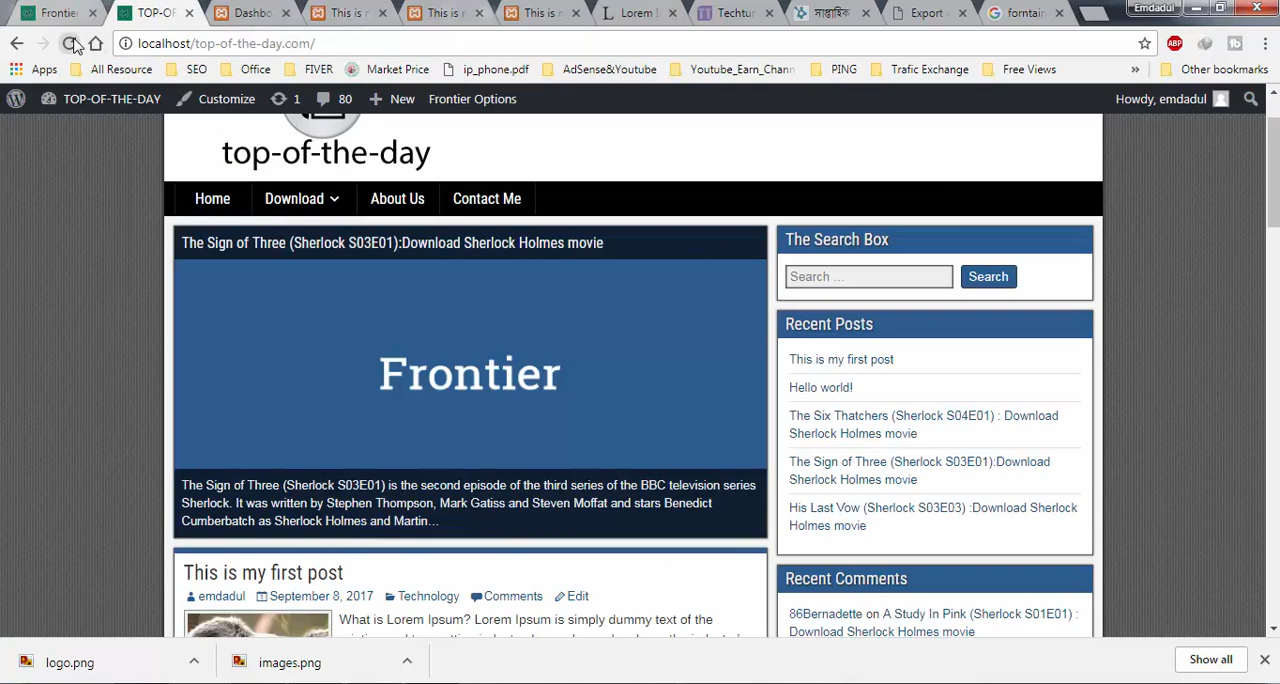 Frontier
TOP-OF
Dashbo
This is
This is r
This is n
Lorem I
Techtur
সাপ্তাহিক
Export
forntain
Emdadul
localhost/top-of-the-day.com/
ABP
Apps
All Resource
SEO
Office
FIVER
Market Price
ip_phone.pdf
AdSense&Youtube
Youtube_Earn_Chann
PING
Trafic Exchange
Free Views
»
Other bookmarks
TOP-OF-THE-DAY
Customize
1
80
New
Frontier Options
Howdy, emdadul
top-of-the-day
Home
Download
About Us
Contact Me
The Sign of Three (Sherlock S03E01):Download Sherlock Holmes movie
Frontier
The Sign of Three (Sherlock S03E01) is the second episode of the third series of the BBC television series
Sherlock. It was written by Stephen Thompson, Mark Gatiss and Steven Moffat and stars Benedict
Cumberbatch as Sherlock Holmes and Martin...
This is my first post
emdadul
September 8, 2017
Technology
Comments
Edit
What is Lorem Ipsum? Lorem Ipsum is simply dummy text of the
The Search Box
Search ...
Search
Recent Posts
This is my first post
Hello world!
The Six Thatchers (Sherlock S04E01) : Download
Sherlock Holmes movie
The Sign of Three (Sherlock S03E01):Download
Sherlock Holmes movie
His Last Vow (Sherlock S03E03) :Download Sherlock
Holmes movie
Recent Comments
86Bernadette on A Study In Pink (Sherlock S01E01) :
Download Sherlock Holmes movie
logo.png
images.png
Show all